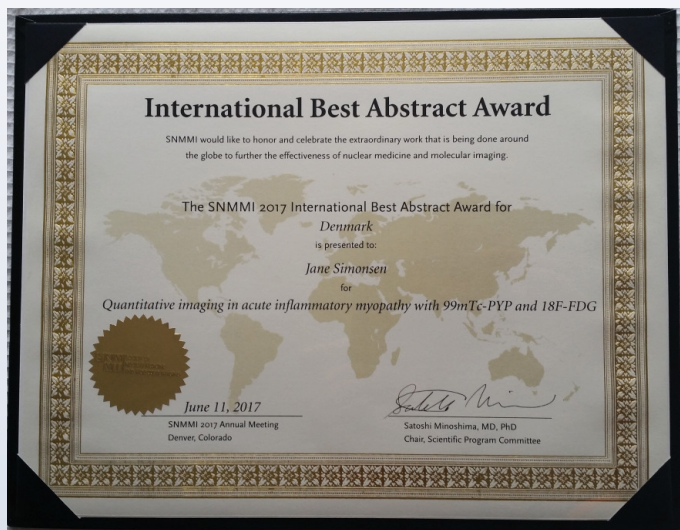 International Best Abstract Award
SNMMI would like to honor and celebrate the extraordinary work that is being done around
the globe to further the effectiveness of nuclear medicine and molecular imaging.
The SNMMI 2017 International Best Abstract Award for
Denmark
is presented to:
Jane Simonsen
for
Quantitative imaging in acute inflammatory myopathy with 99mTc-PYP and 18F-FDG
June 11, 2017
SNMMI 2017 Annual Meeting
Denver, Colorado
Satoshi Minoshima, MD, PhD
Chair, Scientific Program Committee